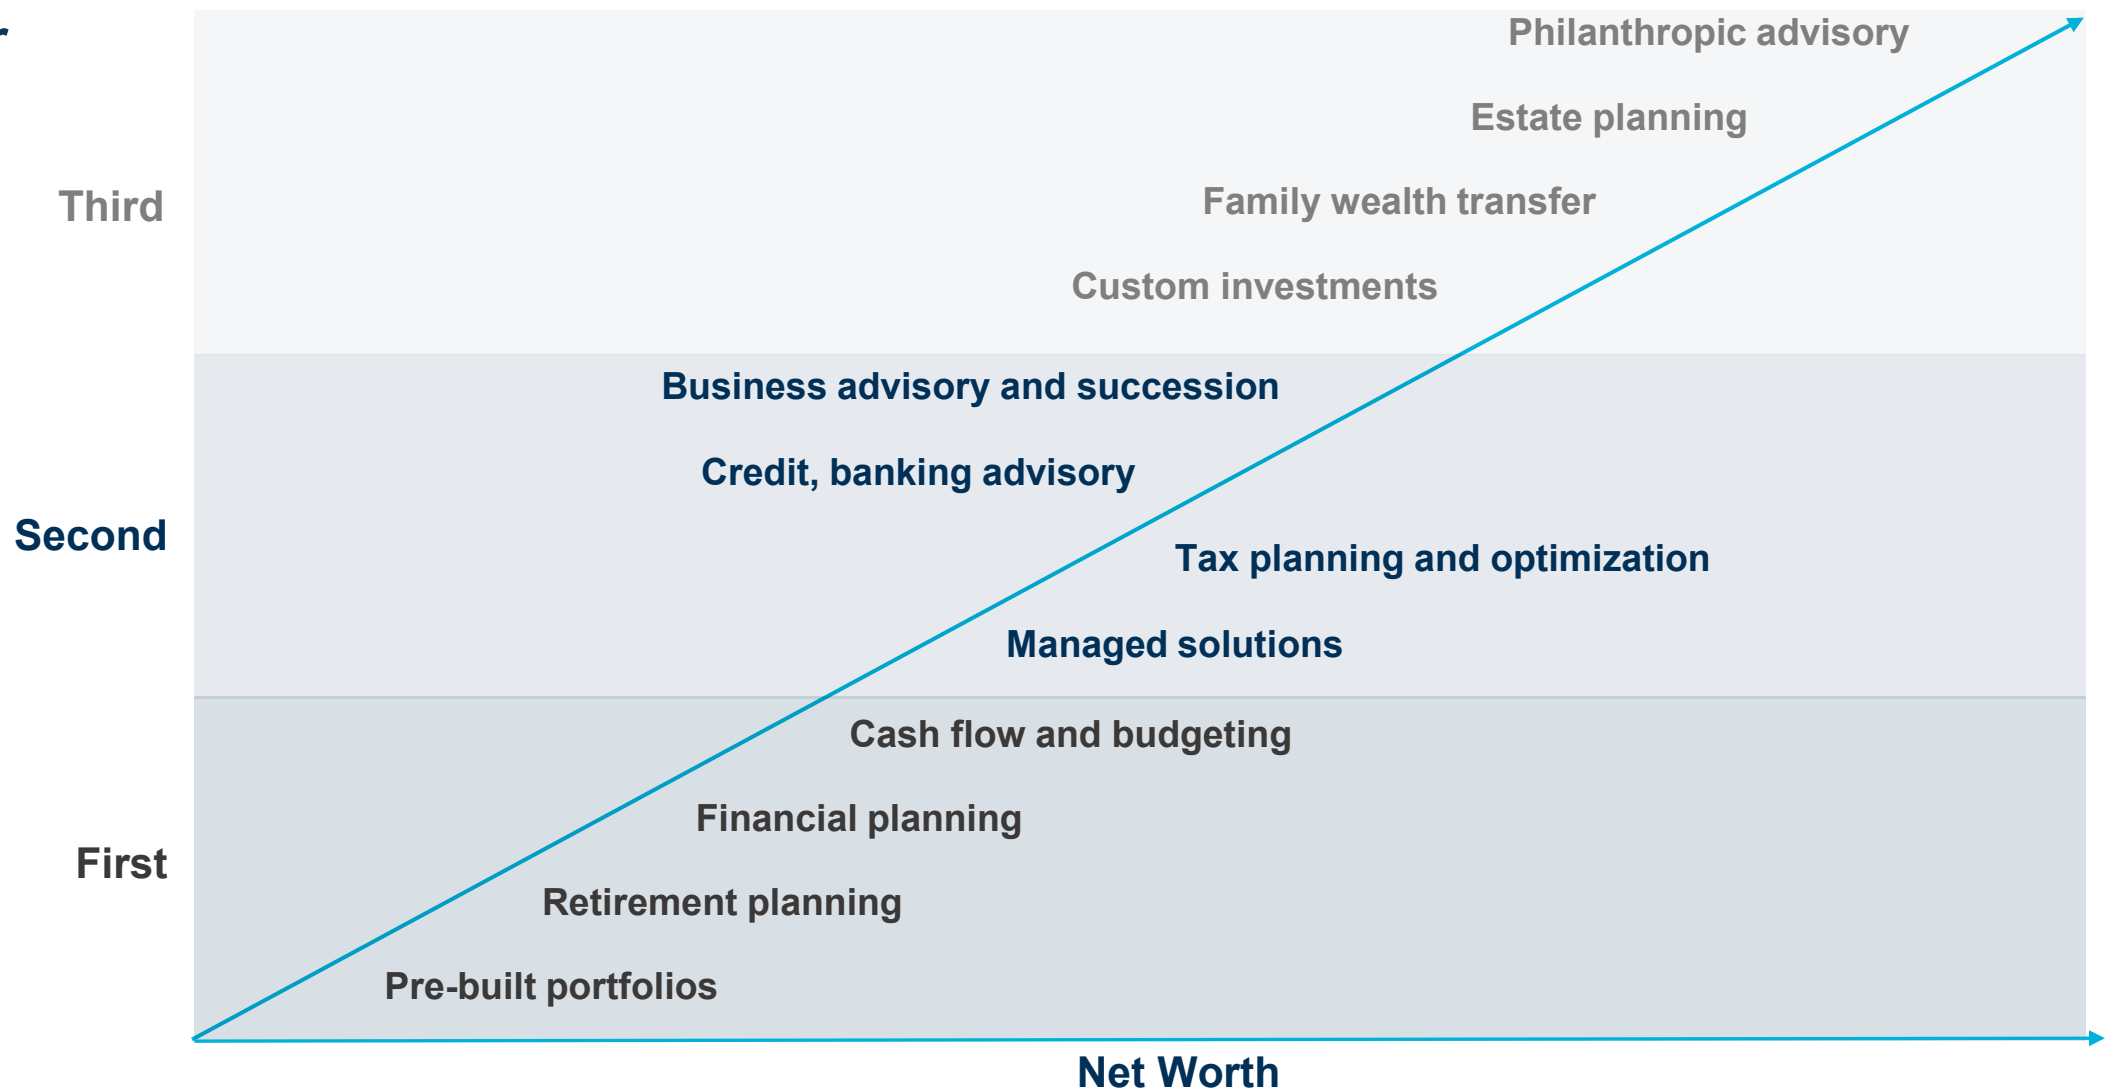 Philanthropic advisory
Estate planning
Third
Family wealth transfer
Custom investments
Business advisory and succession
Credit, banking advisory
Second
Tax planning and optimization
Managed solutions
Cash flow and budgeting
Financial planning
First
Retirement planning
Pre-built portfolios
Net Worth